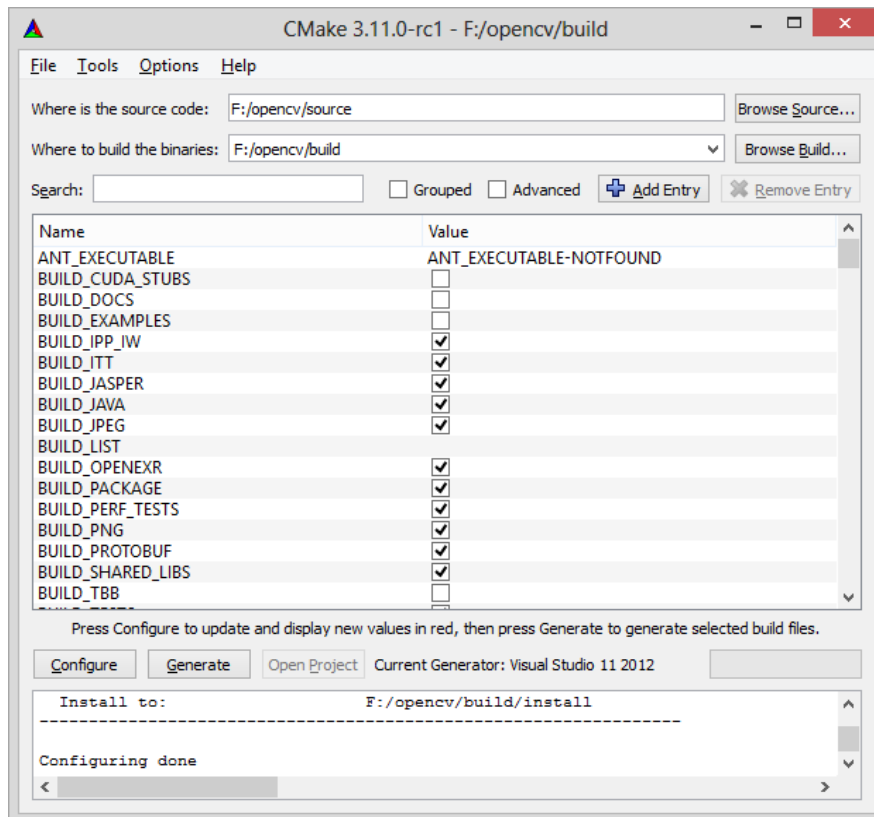 CMake 3.11.0-rc1 - F:/opencv/build
File Tools Options Help
Where is the source code: F:/opencv/source Browse Source...
Where to build the binaries: F:/opencv/build Browse Build...
Search: Grouped Advanced Add Entry Remove Entry
Name Value
ANT_EXECUTABLE ANT_EXECUTABLE-NOTFOUND
BUILD_CUDA_STUBS
BUILD_DOCS
BUILD_EXAMPLES
BUILD_IPP_IW
BUILD_ITT
BUILD_JASPER
BUILD_JAVA
BUILD_JPEG
BUILD_LIST
BUILD_OPENEXR
BUILD_PACKAGE
BUILD_PERF_TESTS
BUILD_PNG
BUILD_PROTOBUF
BUILD_SHARED_LIBS
BUILD_TBB
Press Configure to update and display new values in red, then press Generate to generate selected build files.
Configure Generate Open Project Current Generator: Visual Studio 11 2012
Install to: F:/opencv/build/install
-----------------------------------------------------------------
Configuring done